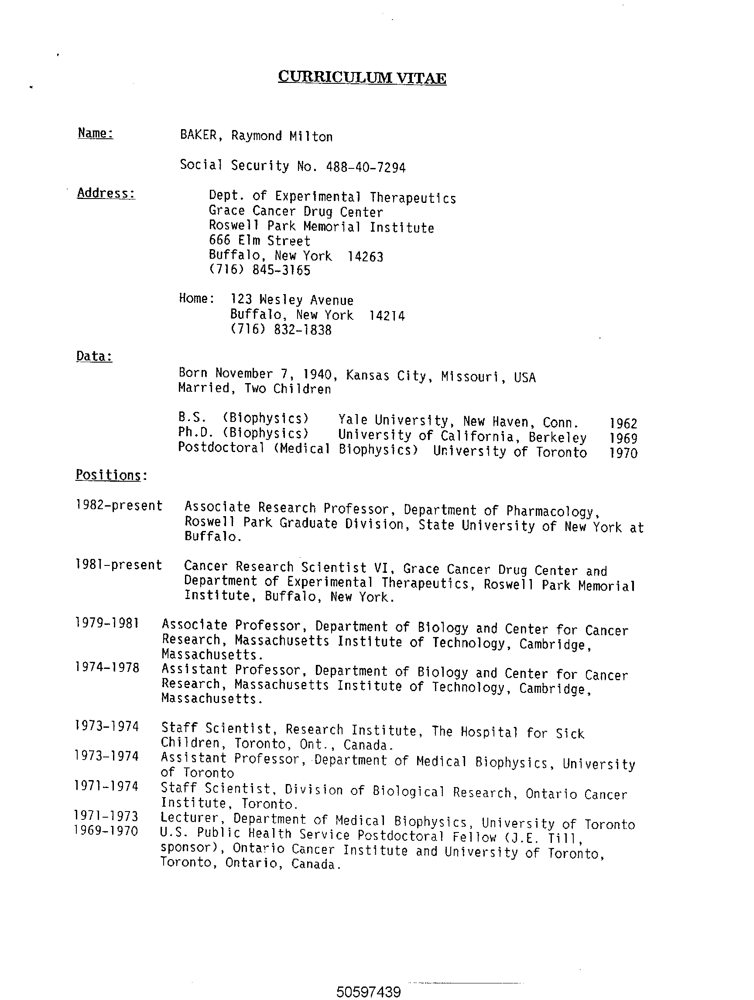 CURRICULUM VITAE
Name: BAKER, Raymond Milton
Social Security No. 488-40-7294
Address: Dept. of Experimental Therapeutics
Grace Cancer Drug Center
Roswell Park Memorial Institute
666 Elm Street
Buffalo, New York 14263
(716) 845-3165
Home: 123 Wesley Avenue
Buffalo, New York 14214
(716) 832-1838
Data:
Born November 7, 1940, Kansas City, Missouri, USA
Married, Two Children
B.S. (Biophysics) Yale University, New Haven, Conn. 1962
Ph.D. (Biophysics) University of California, Berkeley 1969
Postdoctoral (Medical Biophysics) University of Toronto 1970
Positions:
1982-present Associate Research Professor, Department of Pharmacology,
Roswell Park Graduate Division, State University of New York at
Buffalo.
1981-present Cancer Research Scientist VI, Grace Cancer Drug Center and
Department of Experimental Therapeutics, Roswell Park Memorial
Institute, Buffalo, New York.
1979-1981 Associate Professor, Department of Biology and Center for Cancer
Research, Massachusetts Institute of Technology, Cambridge,
Massachusetts.
1974-1978 Assistant Professor, Department of Biology and Center for Cancer
Research, Massachusetts Institute of Technology, Cambridge,
Massachusetts.
1973-1974 Staff Scientist, Research Institute, The Hospital for Sick
Children, Toronto, Ont., Canada.
1973-1974 Assistant Professor, Department of Medical Biophysics, University
of Toronto
1971-1974 Staff Scientist, Division of Biological Research, Ontario Cancer
Institute, Toronto.
1971-1973 Lecturer, Department of Medical Biophysics, University of Toronto
1969-1970 U.S. Public Health Service Postdoctoral Fellow (J.E. Till,
sponsor), Ontario Cancer Institute and University of Toronto,
Toronto, Ontario, Canada.
50597439